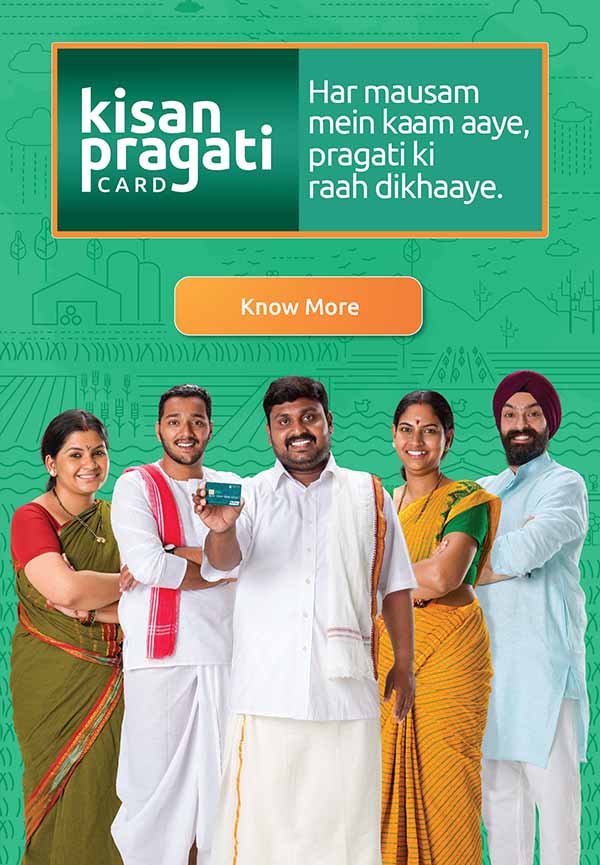 kisan
pragati
CARD
Har mausam
mein kaam aaye,
pragati ki
raah dikhaaye.
Know More